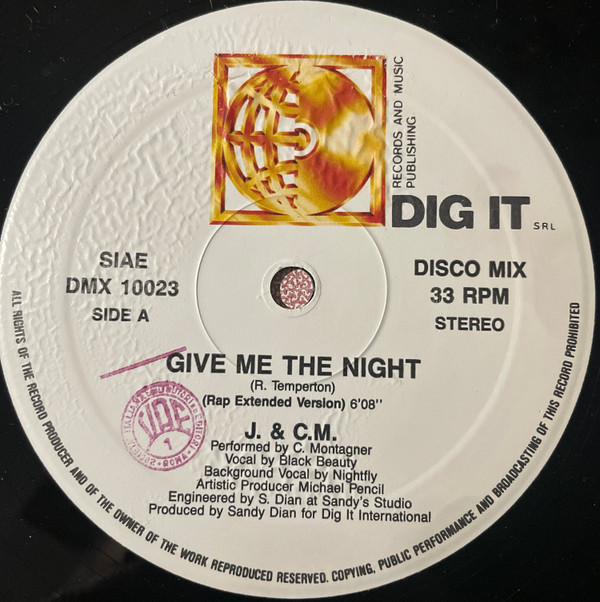 RECORDS AND MUSIC
PUBLISHING
DIG IT SRL
SIAE
DMX 10023
SIDE A
DISCO MIX
33 RPM
STEREO
GIVE ME THE NIGHT
(R. Temperton)
(Rap Extended Version) 6'08''
J. & C.M.
Performed by C. Montagner
Vocal by Black Beauty
Background Vocal by Nightfly
Artistic Producer Michael Pencil
Engineered by S. Dian at Sandy's Studio
Produced by Sandy Dian for Dig It International
ALL RIGHTS OF THE RECORD PRODUCER AND OF THE OWNER OF THE WORK REPRODUCED RESERVED. COPYING, PUBLIC PERFORMANCE AND BROADCASTING OF THIS RECORD PROHIBITED
SIAE
1
ROMA